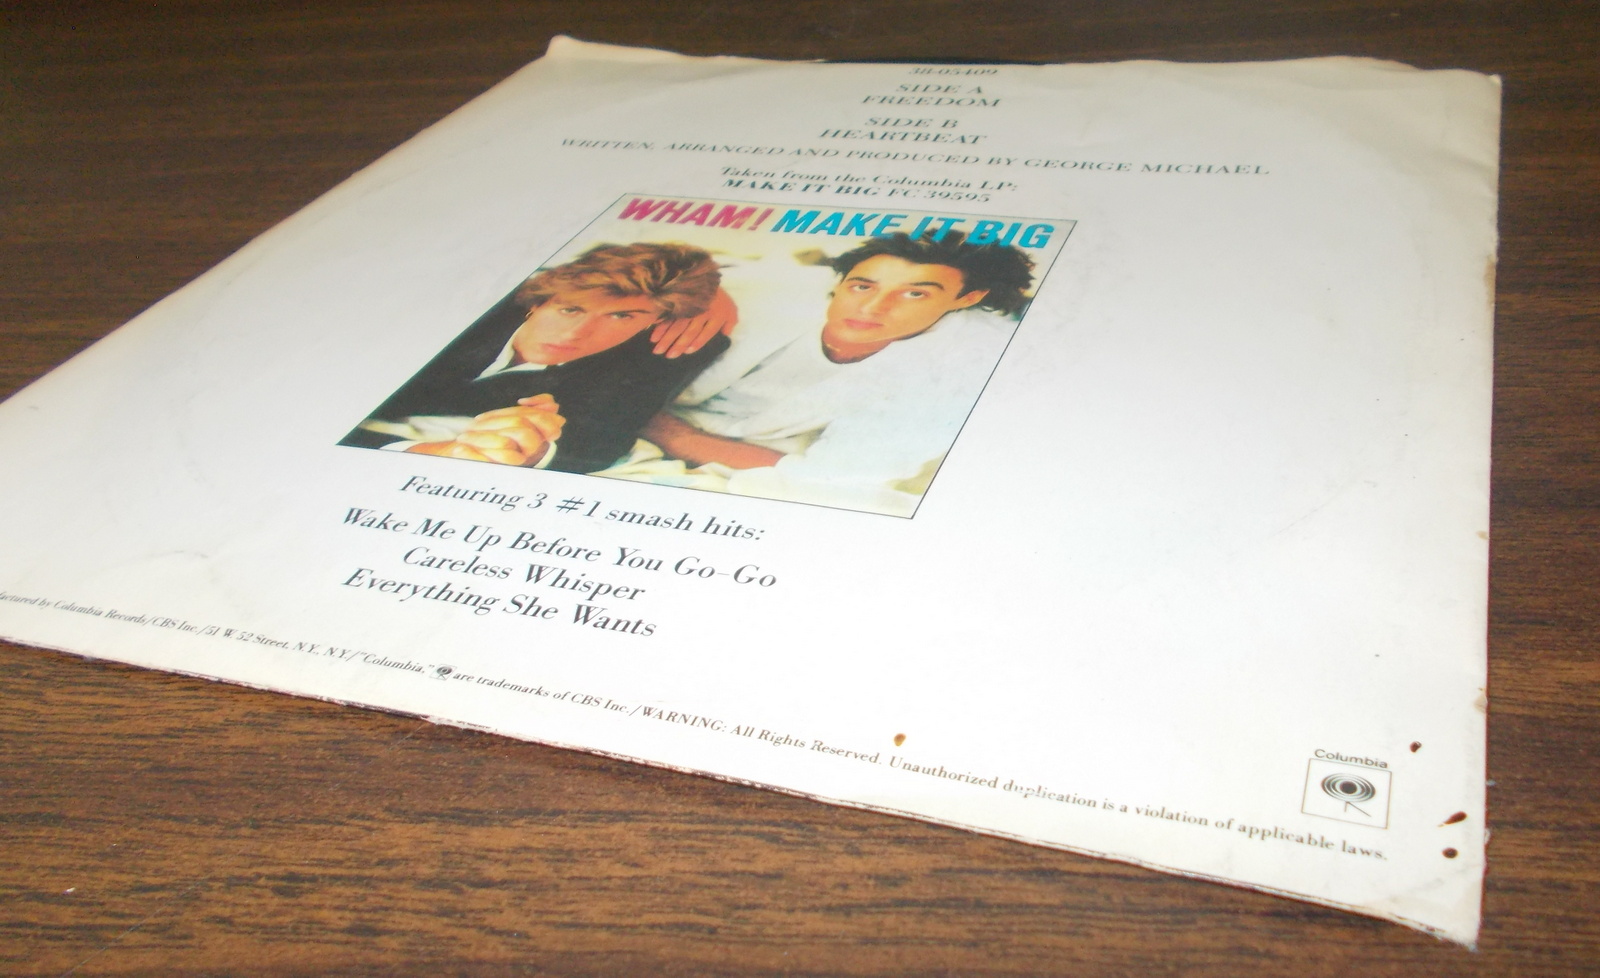 38-05409
SIDE A
FREEDOM
SIDE B
HEARTBEAT
WRITTEN, ARRANGED AND PRODUCED BY GEORGE MICHAEL
Taken from the Columbia LP:
MAKE IT BIG FC 39595
WHAM! MAKE IT BIG
Featuring 3 #1 smash hits:
Wake Me Up Before You Go-Go
Careless Whisper
Everything She Wants
by Columbia Records/CBS Inc./51 W 52 Street, N.Y., N.Y./"Columbia," are trademarks of CBS Inc./WARNING: All Rights Reserved. Unauthorized duplication is a violation of applicable laws.
Columbia